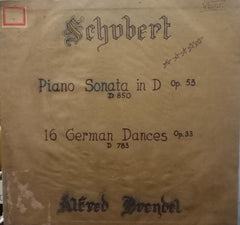 Schubert
Piano Sonata in D Op. 53
D 850
16 German Dances Op.33
D 783
Alfred Brendel